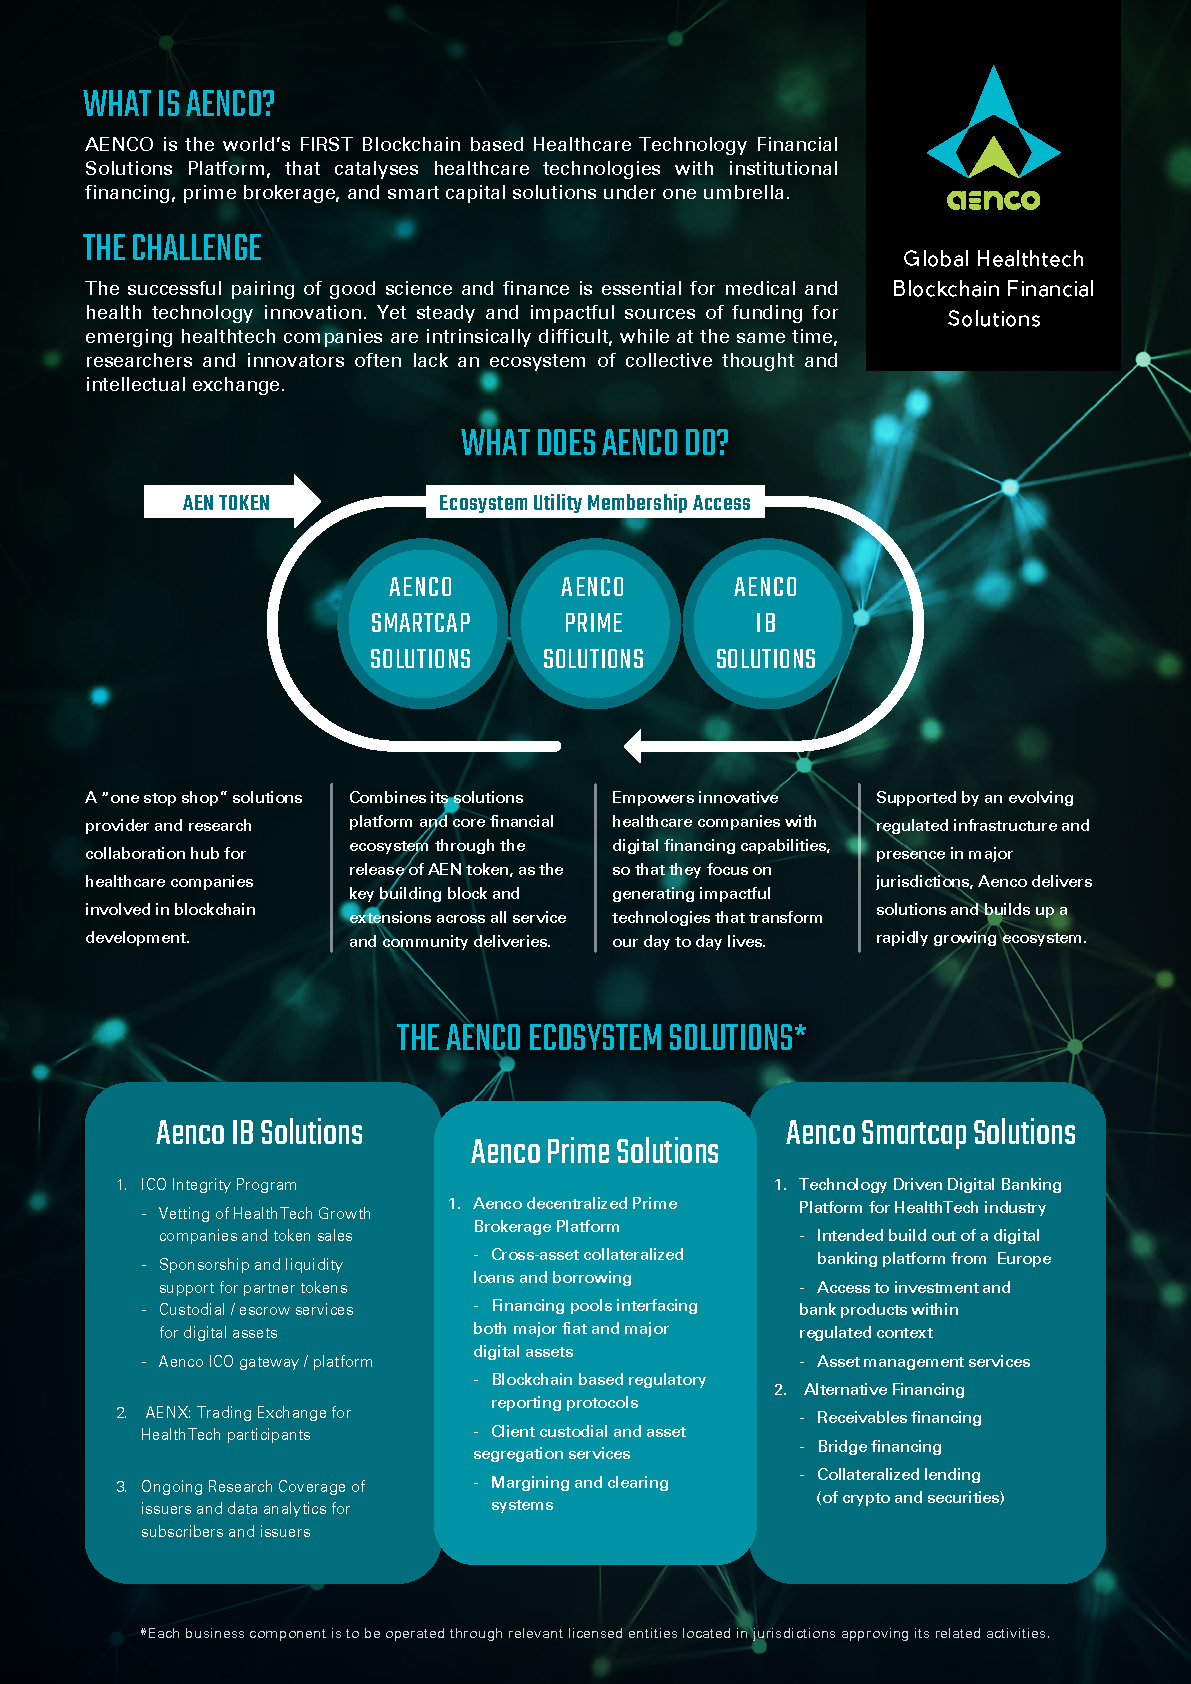 WHAT IS AENCO?
AENCO is the world's FIRST Blockchain based Healthcare Technology Financial
Solutions Platform, that catalyses healthcare technologies with institutional
financing, prime brokerage, and smart capital solutions under one umbrella.
aenco
Global Healthtech
Blockchain Financial
Solutions
THE CHALLENGE
The successful pairing of good science and finance is essential for medical and
health technology innovation. Yet steady and impactful sources of funding for
emerging healthtech companies are intrinsically difficult, while at the same time,
researchers and innovators often lack an ecosystem of collective thought and
intellectual exchange.
WHAT DOES AENCO DO?
AEN TOKEN
Ecosystem Utility Membership Access
AENCO
SMARTCAP
SOLUTIONS
AENCO
PRIME
SOLUTIONS
AENCO
IB
SOLUTIONS
A "one stop shop" solutions
provider and research
collaboration hub for
healthcare companies
involved in blockchain
development.
Combines its solutions
platform and core financial
ecosystem through the
release of AEN token, as the
key building block and
extensions across all service
and community deliveries.
Empowers innovative
healthcare companies with
digital financing capabilities,
so that they focus on
generating impactful
technologies that transform
our day to day lives.
Supported by an evolving
regulated infrastructure and
presence in major
jurisdictions, Aenco delivers
solutions and builds up a
rapidly growing ecosystem.
THE AENCO ECOSYSTEM SOLUTIONS*
Aenco IB Solutions
1. ICO Integrity Program
- Vetting of HealthTech Growth
companies and token sales
- Sponsorship and liquidity
support for partner tokens
- Custodial / escrow services
for digital assets
- Aenco ICO gateway / platform
2. AENX: Trading Exchange for
HealthTech participants
3. Ongoing Research Coverage of
issuers and data analytics for
subscribers and issuers
Aenco Prime Solutions
1. Aenco decentralized Prime
Brokerage Platform
- Cross-asset collateralized
loans and borrowing
- Financing pools interfacing
both major fiat and major
digital assets
- Blockchain based regulatory
reporting protocols
- Client custodial and asset
segregation services
- Margining and clearing
systems
Aenco Smartcap Solutions
1. Technology Driven Digital Banking
Platform for HealthTech industry
- Intended build out of a digital
banking platform from Europe
- Access to investment and
bank products within
regulated context
- Asset management services
2. Alternative Financing
- Receivables financing
- Bridge financing
- Collateralized lending
(of crypto and securities)
*Each business component is to be operated through relevant licensed entities located in jurisdictions approving its related activities.